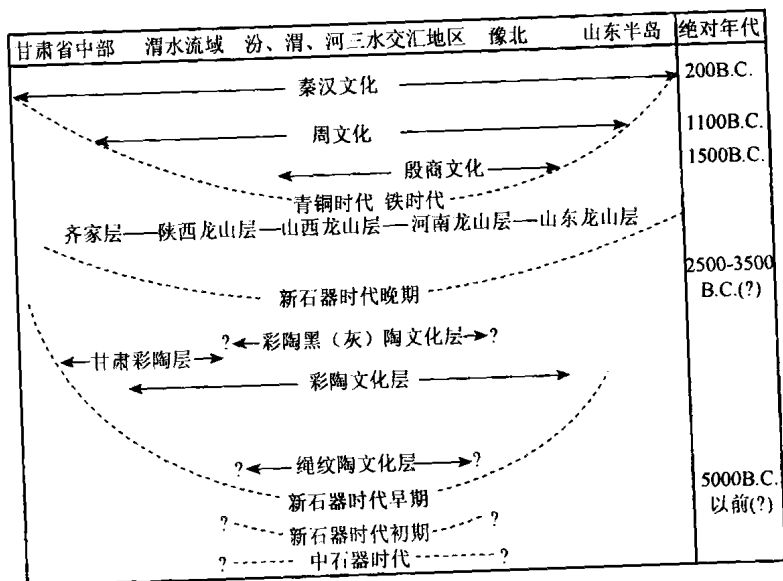 甘肃省中部 渭水流域 汾、渭、河三水交汇地区 豫北 山东半岛 绝对年代
秦汉文化 200B.C.
周文化 1100B.C.
殷商文化 1500B.C.
青铜时代 铁时代
齐家层—陕西龙山层—山西龙山层—河南龙山层—山东龙山层
2500-3500
B.C.(?)
新石器时代晚期
? 彩陶黑（灰）陶文化层 ?
甘肃彩陶层
彩陶文化层
? 绳纹陶文化层 ?
5000B.C.
以前(?)
新石器时代早期
? 新石器时代初期 ?
? 中石器时代 ?